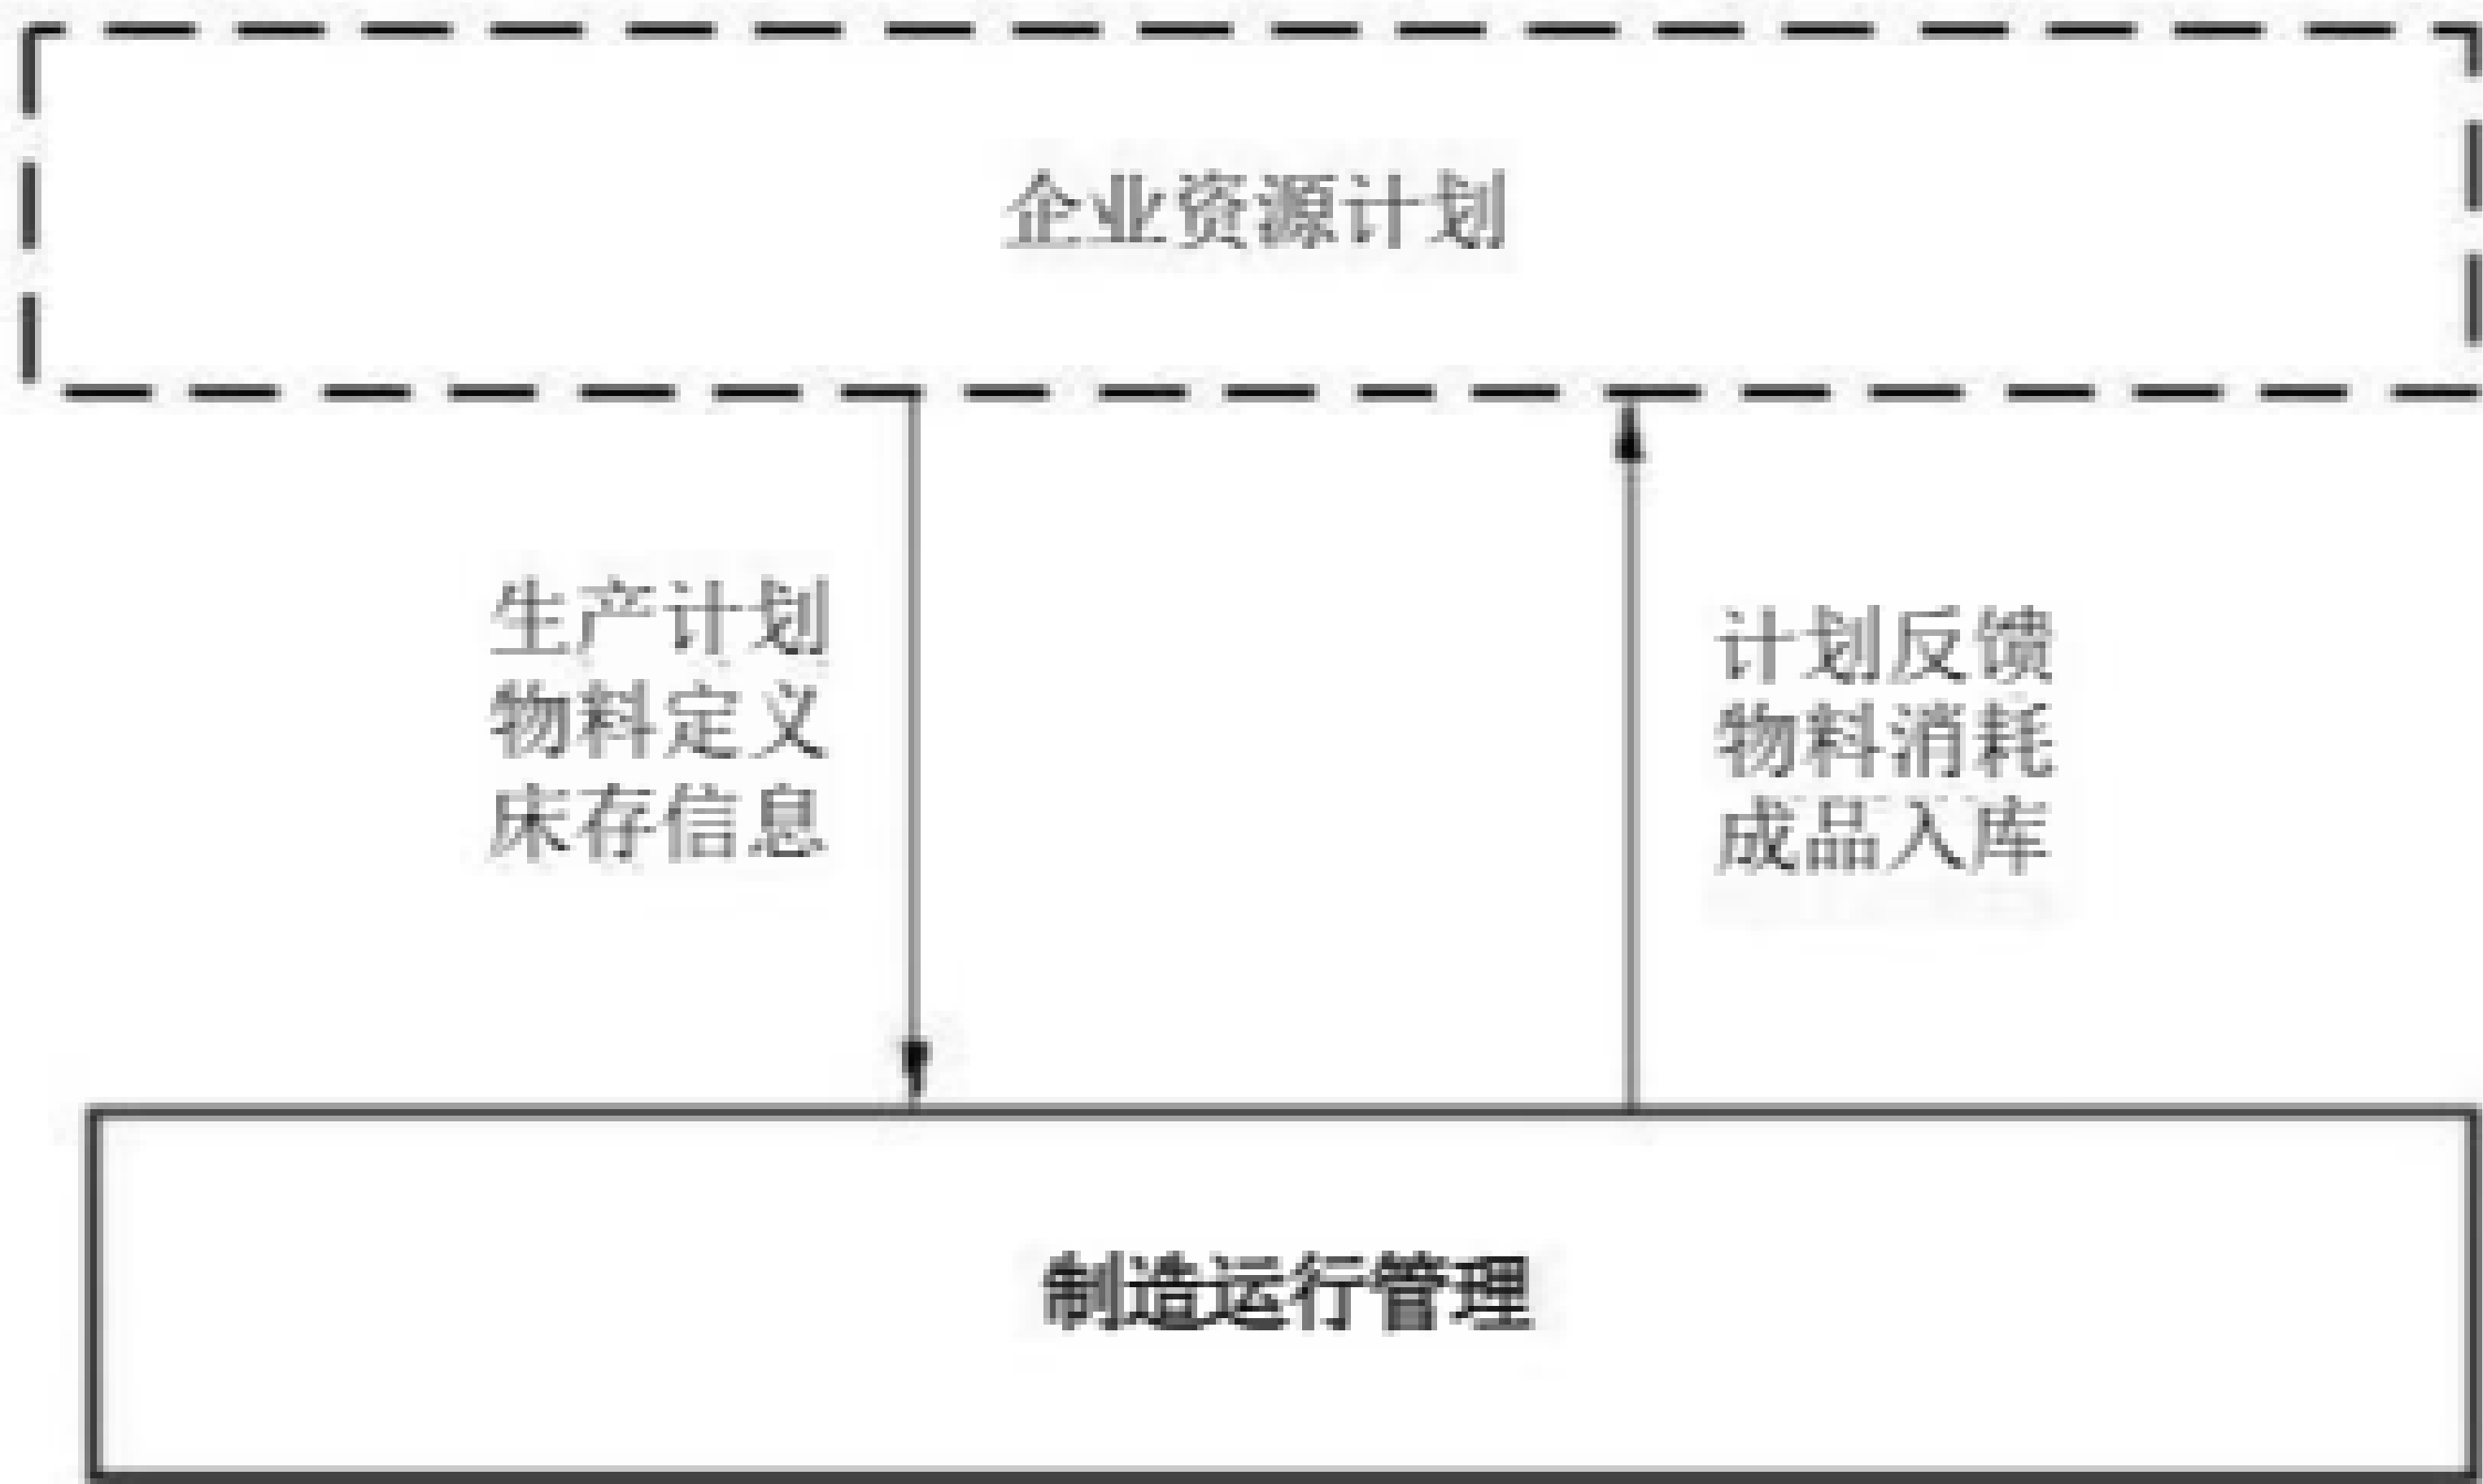 企业资源计划
生产计划
物料定义
床存信息
计划反馈
物料消耗
成品入库
制造运行管理